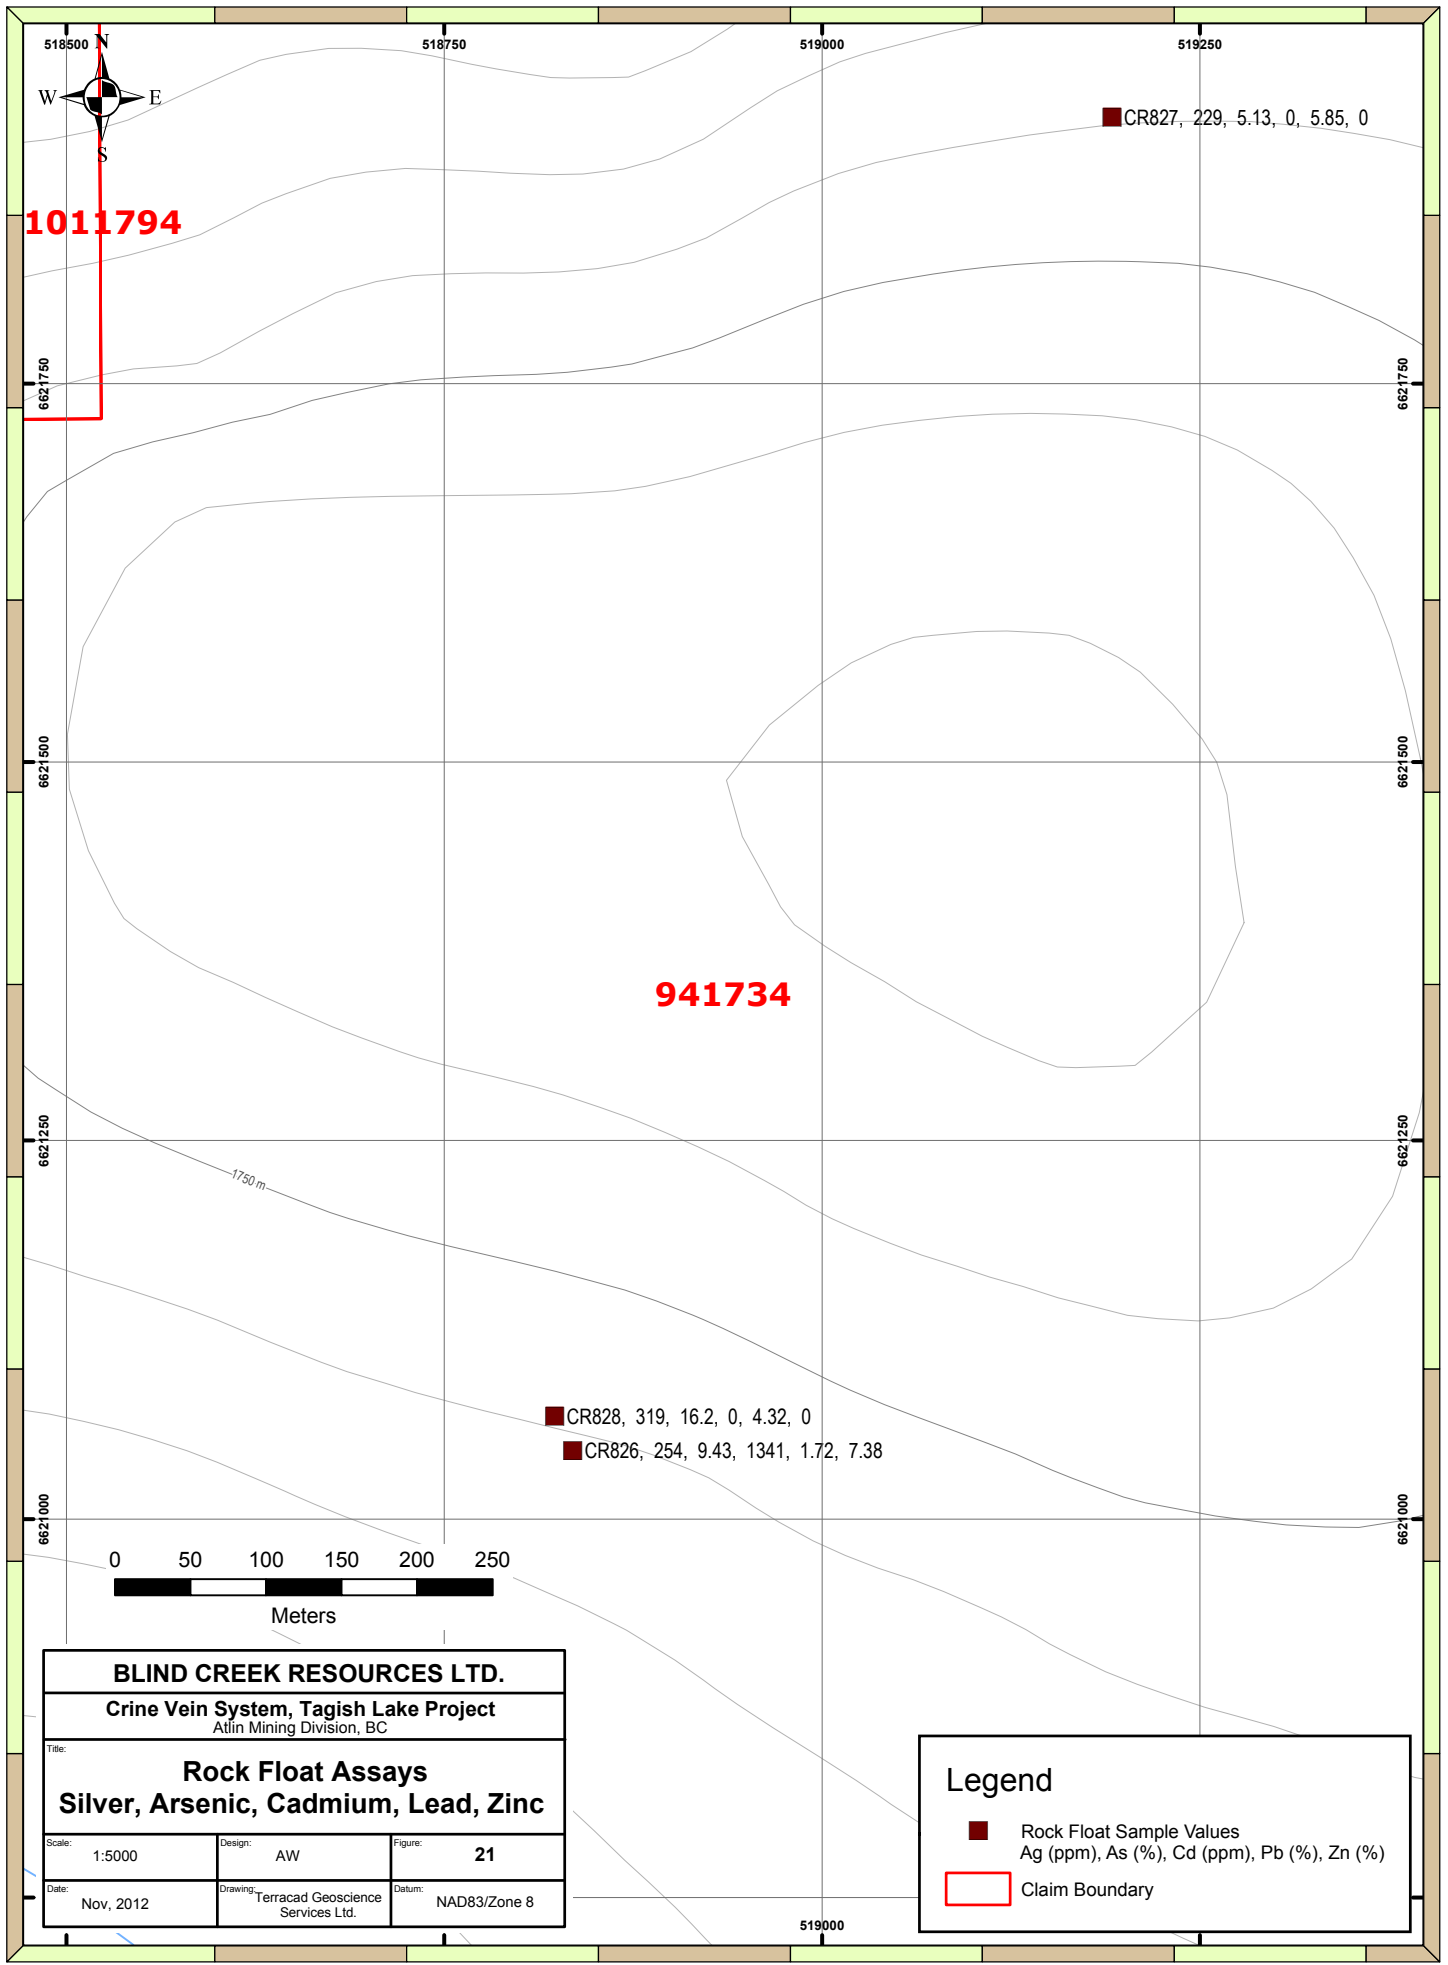 518500
518750
519000
519250
N
W
E
S
CR827, 229, 5.13, 0, 5.85, 0
1011794
6621750
6621750
6621500
6621500
941734
6621250
6621250
1750 m
CR828, 319, 16.2, 0, 4.32, 0
CR826, 254, 9.43, 1341, 1.72, 7.38
6621000
6621000
0 50 100 150 200 250
Meters
BLIND CREEK RESOURCES LTD.
Crine Vein System, Tagish Lake Project
Atlin Mining Division, BC
Title:
Rock Float Assays
Silver, Arsenic, Cadmium, Lead, Zinc
Scale:
1:5000
Design:
AW
Figure:
21
Date:
Nov, 2012
Drawing:
Terracad Geoscience
Services Ltd.
Datum:
NAD83/Zone 8
519000
Legend
Rock Float Sample Values
Ag (ppm), As (%), Cd (ppm), Pb (%), Zn (%)
Claim Boundary